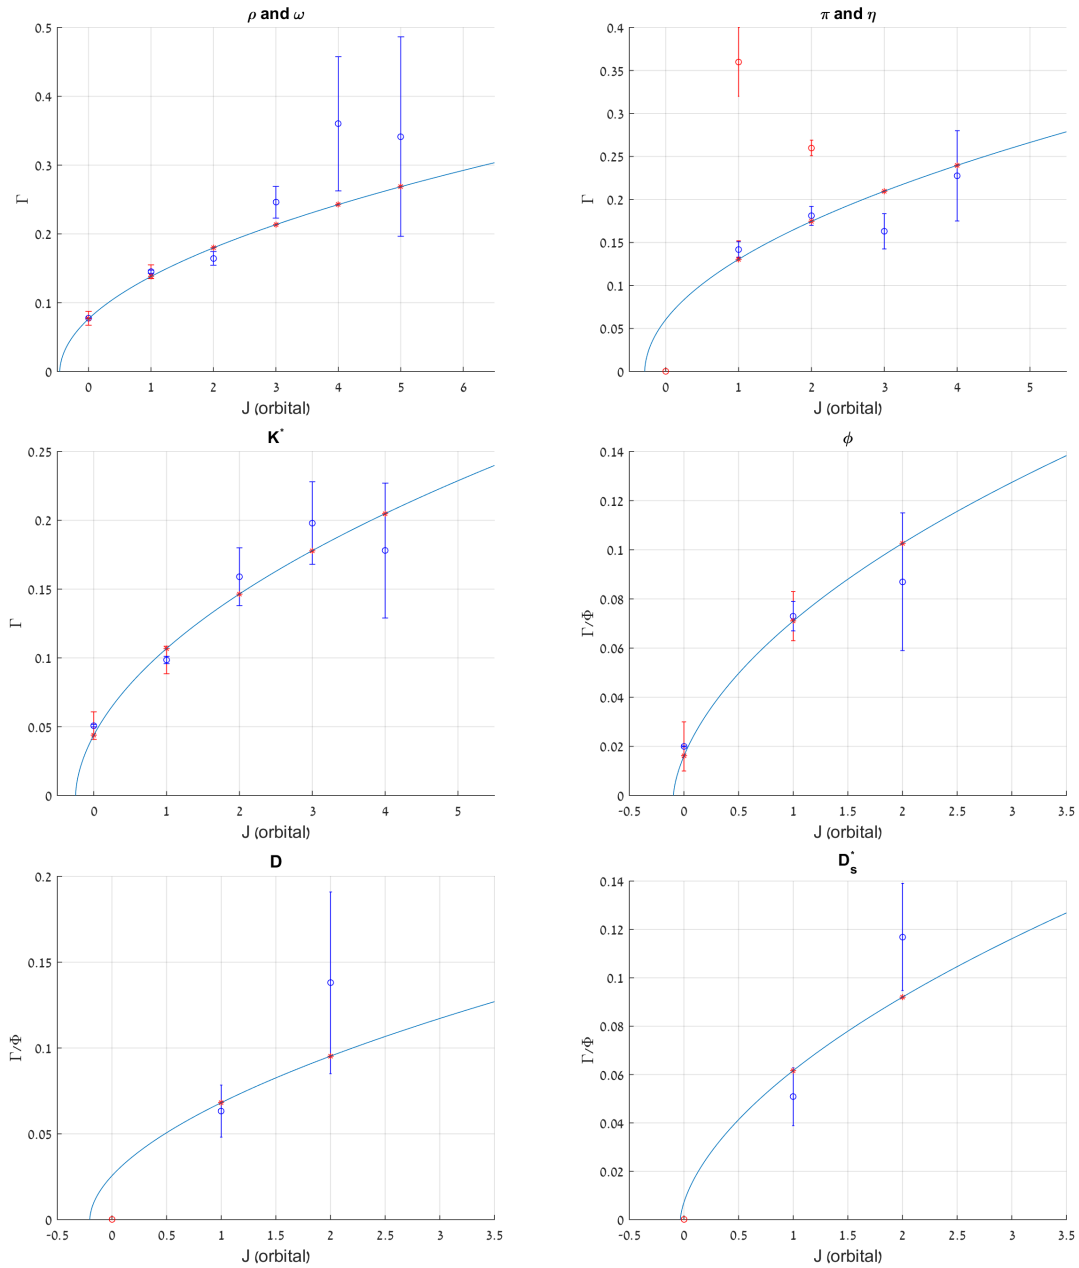 ρ and ω
0.5
0.4
0.3
0.2
0.1
0
Γ
0 1 2 3 4 5 6
J (orbital)
π and η
0.4
0.35
0.3
0.25
0.2
0.15
0.1
0.05
0
Γ
0 1 2 3 4 5
J (orbital)
K*
0.25
0.2
0.15
0.1
0.05
0
Γ
0 1 2 3 4 5
J (orbital)
ϕ
0.14
0.12
0.1
0.08
0.06
0.04
0.02
0
Γ/Φ
-0.5 0 0.5 1 1.5 2 2.5 3 3.5
J (orbital)
D
0.2
0.15
0.1
0.05
0
Γ/Φ
-0.5 0 0.5 1 1.5 2 2.5 3 3.5
J (orbital)
D*s
0.14
0.12
0.1
0.08
0.06
0.04
0.02
0
Γ/Φ
-0.5 0 0.5 1 1.5 2 2.5 3 3.5
J (orbital)